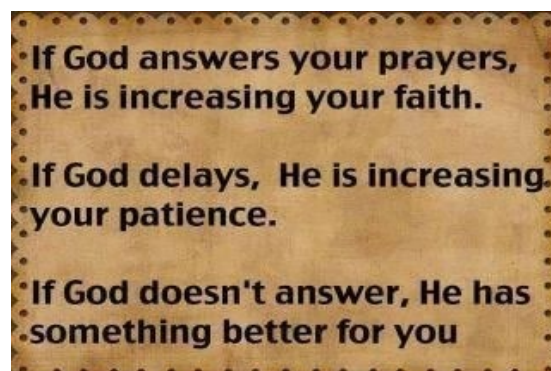 If God answers your prayers,
He is increasing your faith.
If God delays, He is increasing
your patience.
If God doesn't answer, He has
something better for you